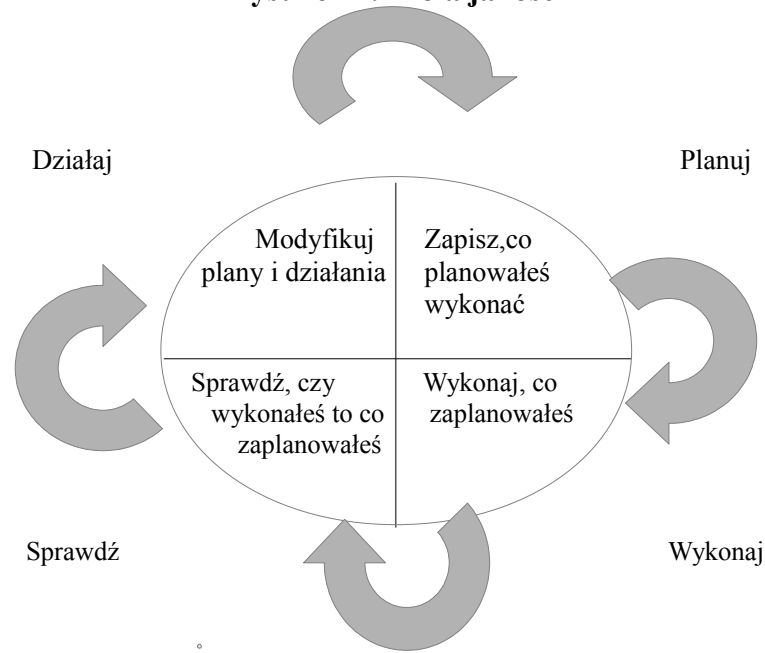 Działaj
Planuj
Modyfikuj
plany i działania
Zapisz,co
planowałeś
wykonać
Sprawdź, czy
wykonałeś to co
zaplanowałeś
Wykonaj, co
zaplanowałeś
Sprawdź
Wykonaj